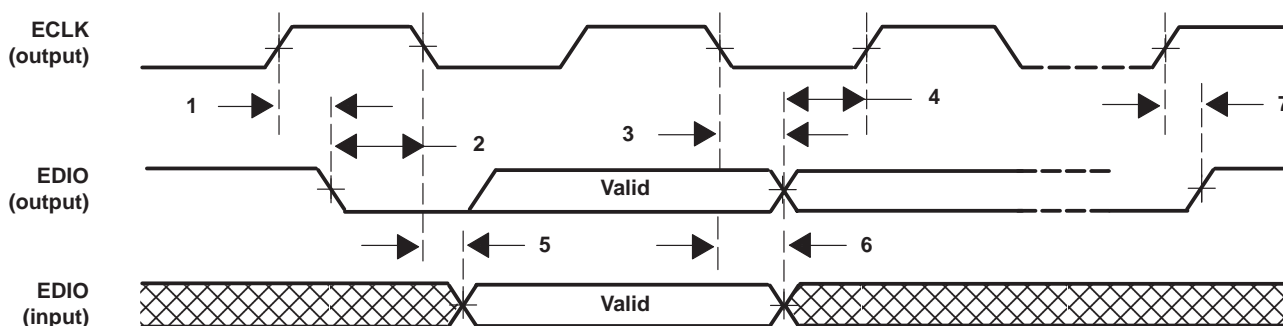 ECLK
(output)
1
4
7
2
3
EDIO
(output)
Valid
5
6
EDIO
(input)
Valid